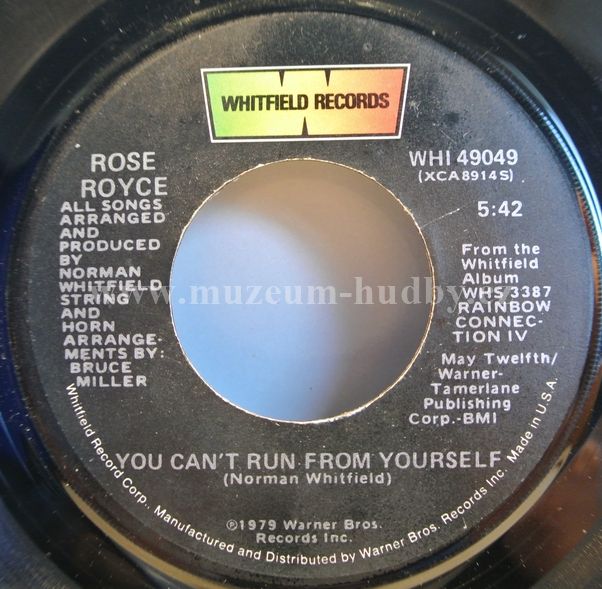 WHITFIELD RECORDS
ROSE
ROYCE
ALL SONGS
ARRANGED
AND
PRODUCED
BY
NORMAN
WHITFIELD
STRING
AND
HORN
ARRANGE-
MENTS BY:
BRUCE
MILLER
WHI 49049
(XCA8914S)
5:42
From the
Whitfield
Album
WHS 3387
RAINBOW
CONNEC-
TION IV
May Twelfth/
Warner-
Tamerlane
Publishing
Corp.-BMI
www.muzeum-hudby.cz
YOU CAN'T RUN FROM YOURSELF
(Norman Whitfield)
℗1979 Warner Bros.
Records Inc.
Whitfield Record Corp., Manufactured and Distributed by Warner Bros. Records Inc. Made in U.S.A.